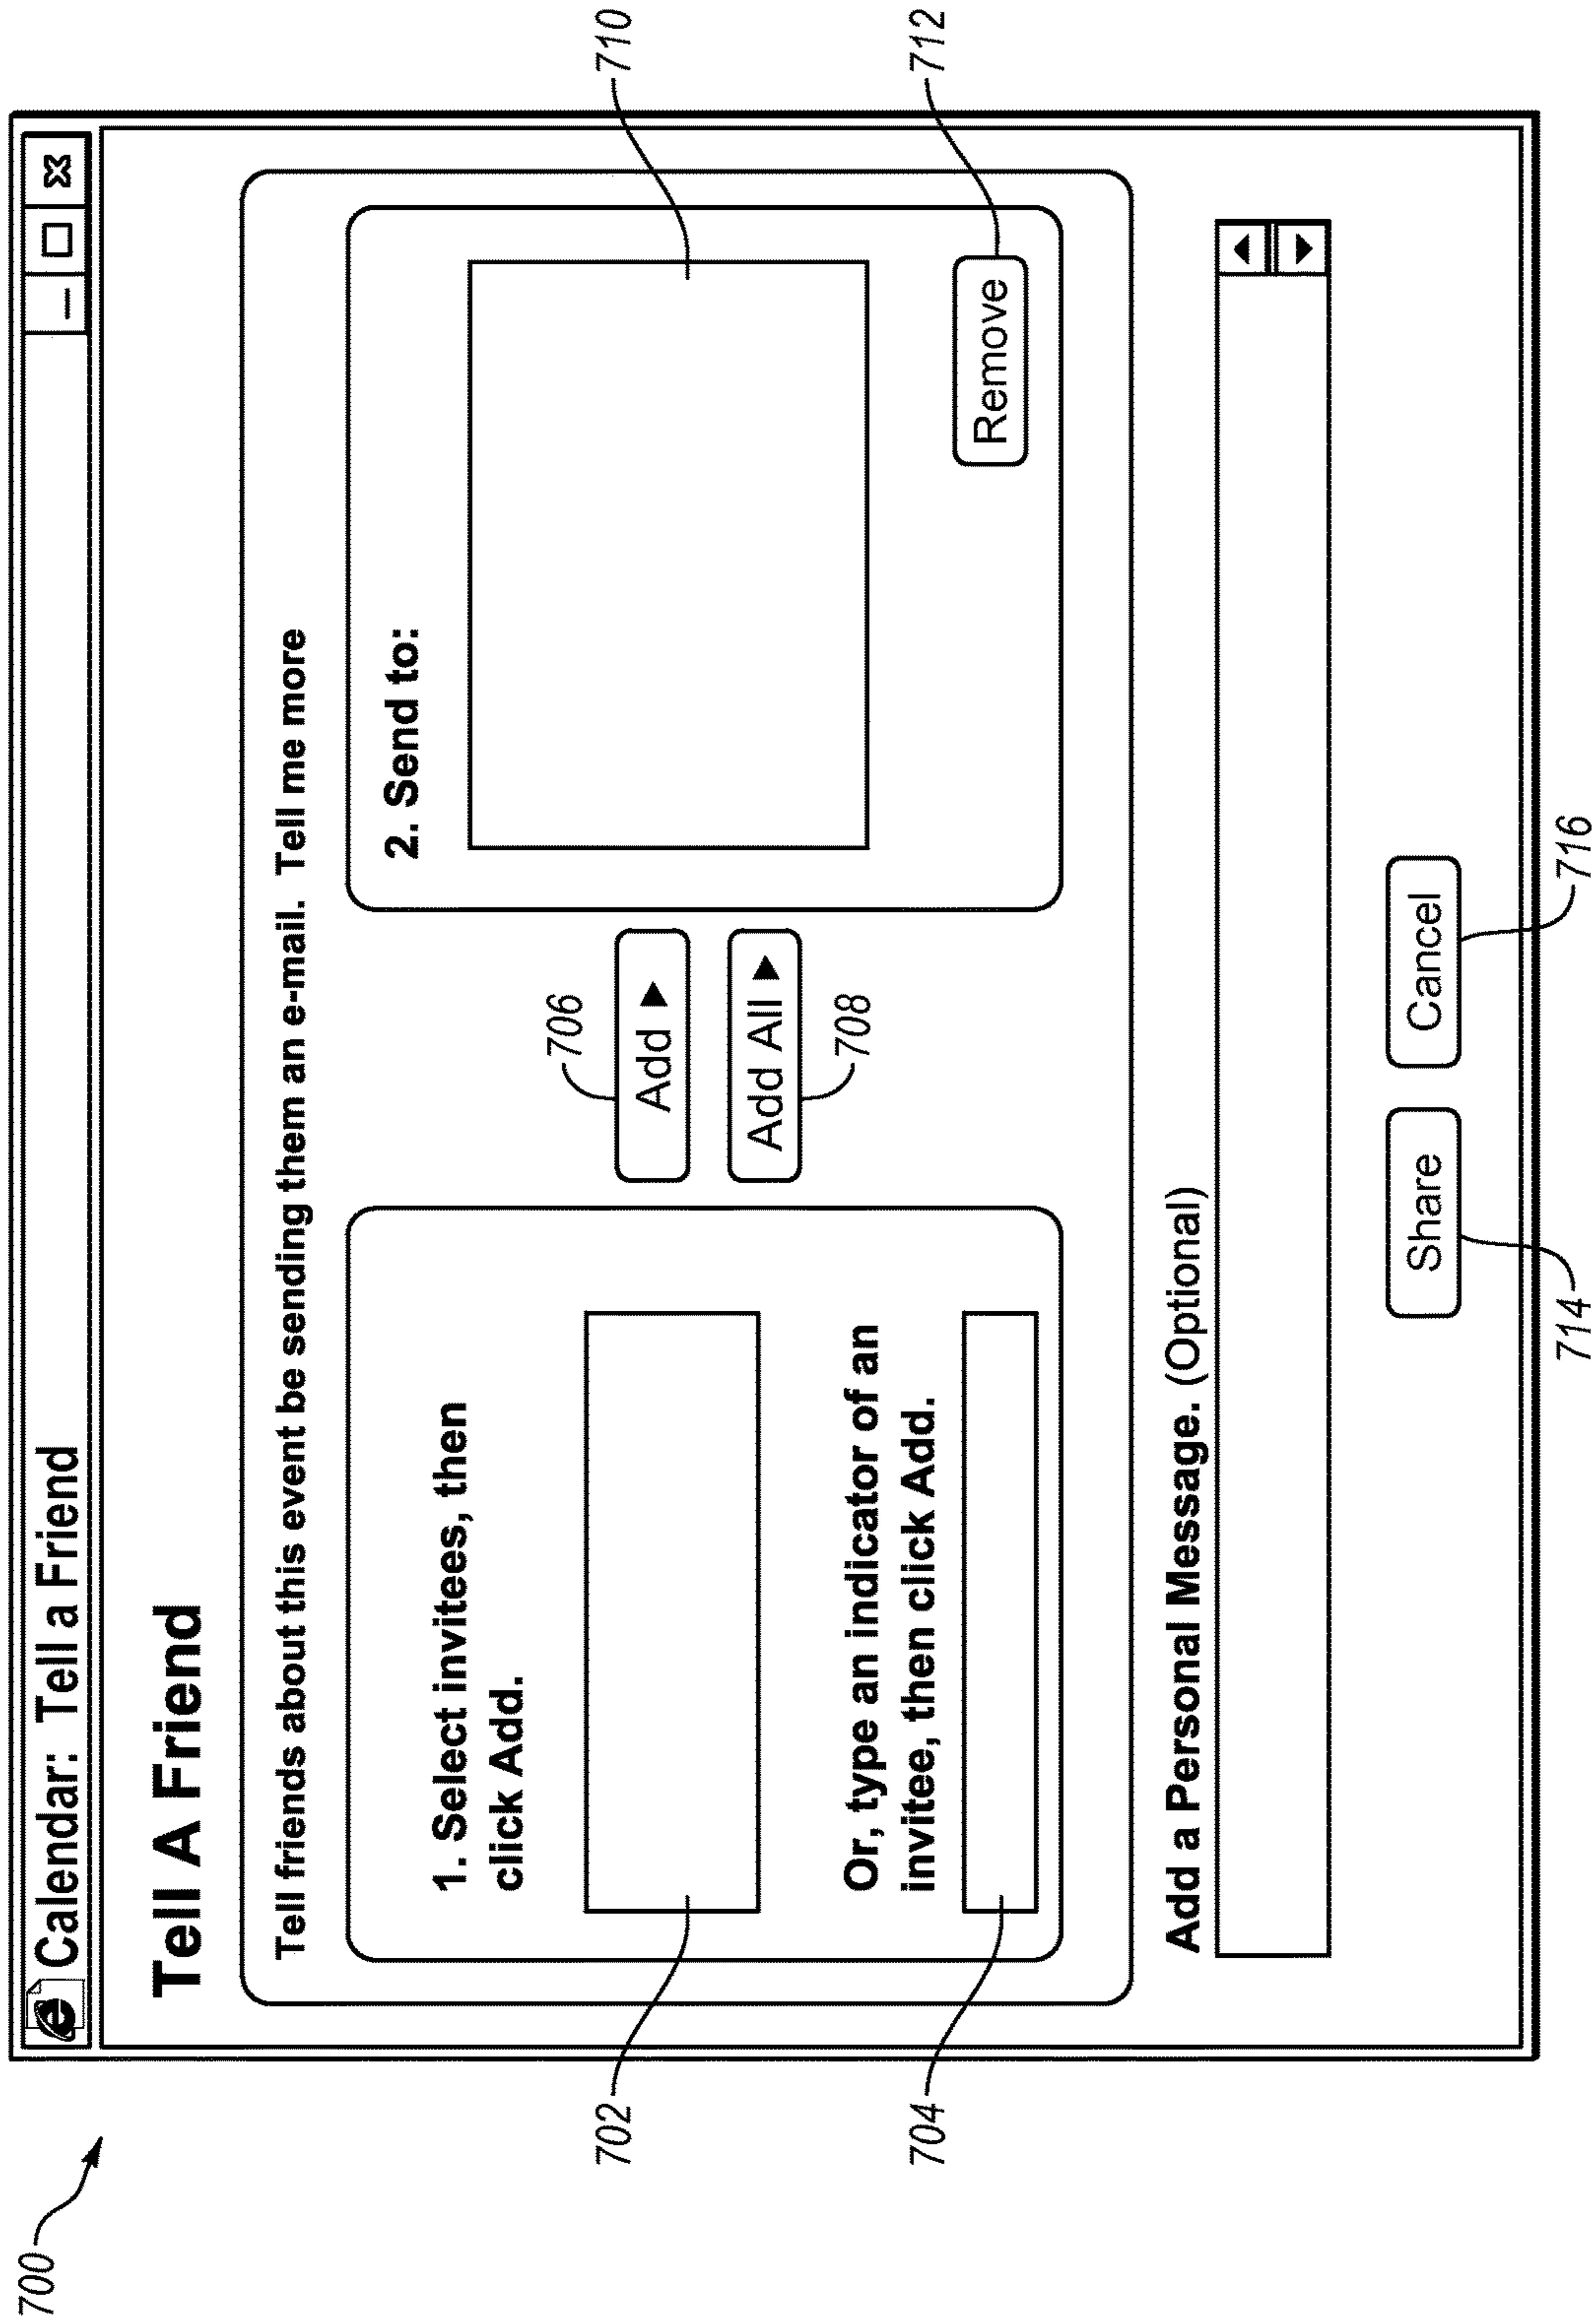 700
Calendar: Tell a Friend
Tell A Friend
Tell friends about this event be sending them an e-mail. Tell me more
1. Select invitees, then
click Add.
702
Or, type an indicator of an
invitee, then click Add.
704
706
Add
Add All
708
2. Send to:
710
Remove
712
Add a Personal Message. (Optional)
Share
Cancel
714
716